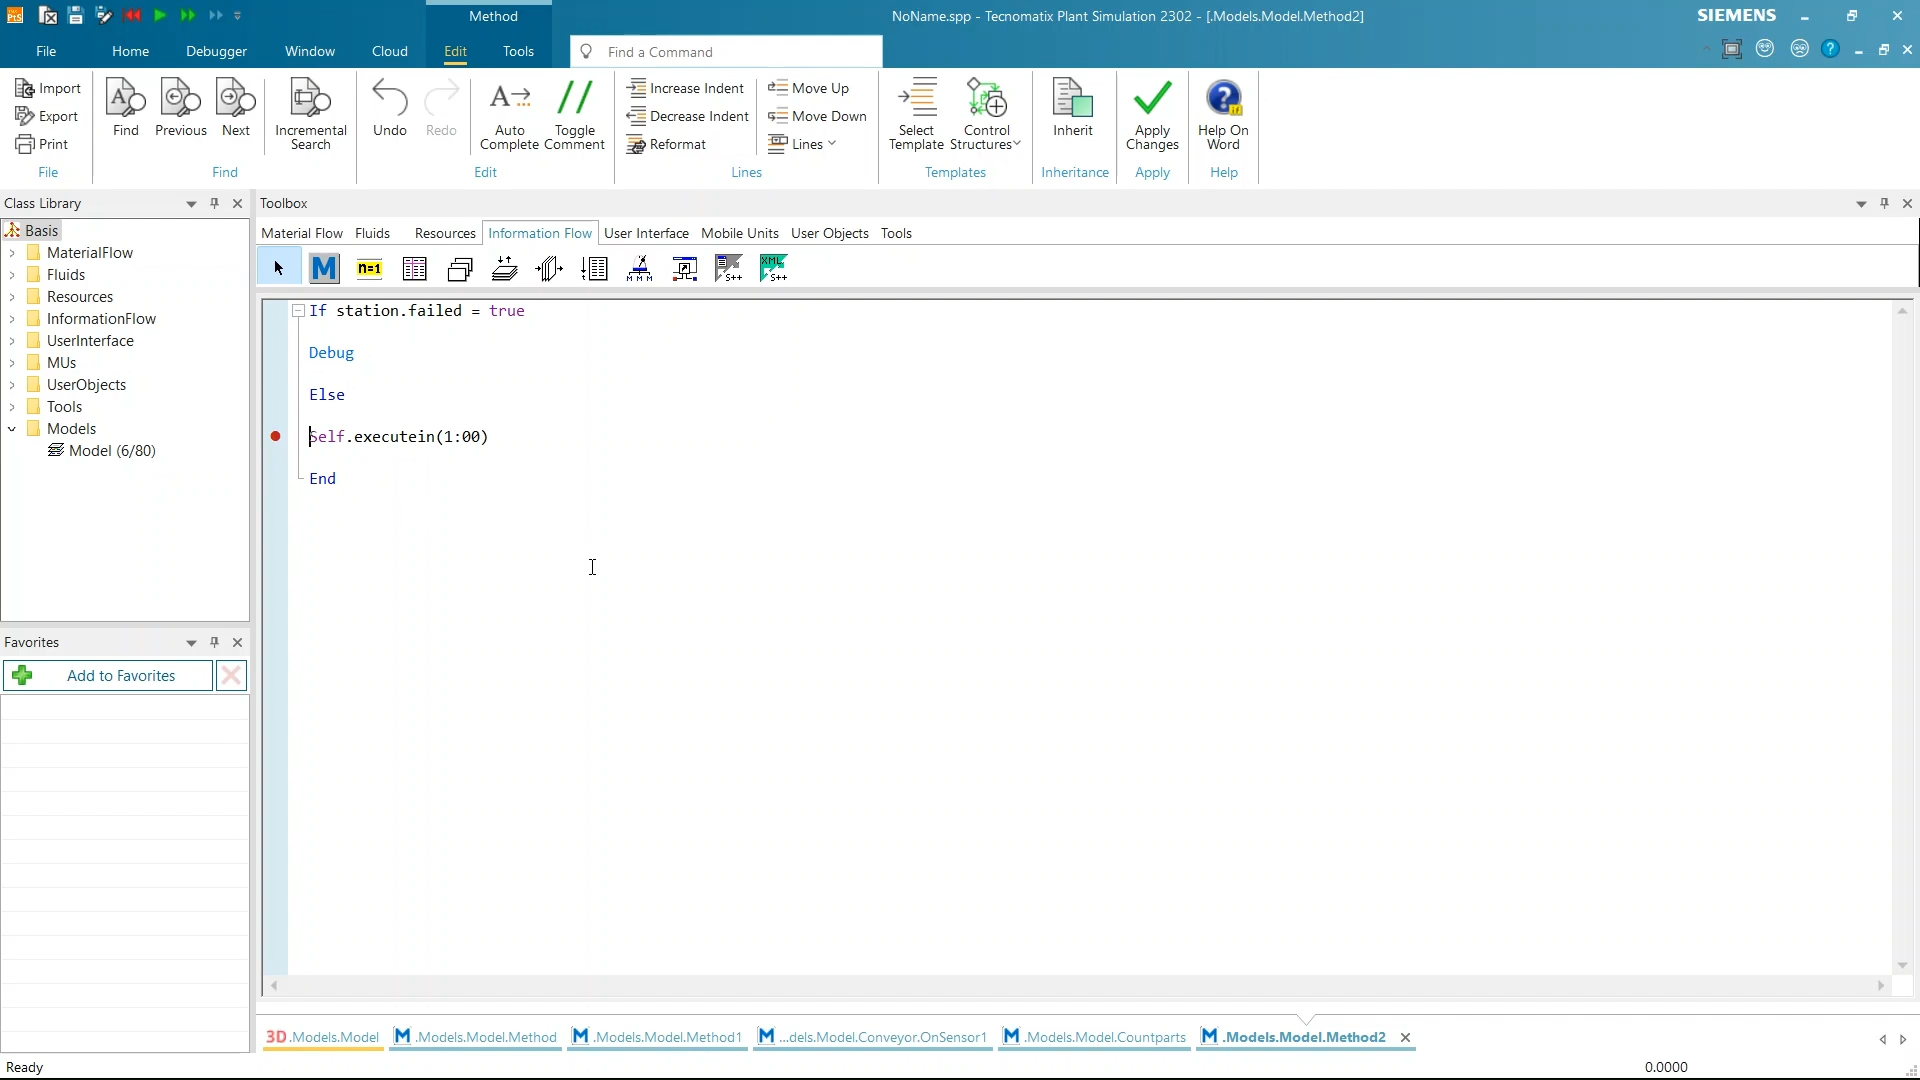 Method
NoName.spp - Tecnomatix Plant Simulation 2302 - [.Models.Model.Method2]
SIEMENS
File
Home
Debugger
Window
Cloud
Edit
Tools
Find a Command
Import
Export
Print
File
Find
Previous
Next
Incremental
Search
Find
Undo
Redo
Auto
Complete
Toggle
Comment
Edit
Increase Indent
Decrease Indent
Reformat
Move Up
Move Down
Lines
Lines
Select
Template
Control
Structures
Templates
Inherit
Inheritance
Apply
Changes
Apply
Help On
Word
Help
Class Library
Basis
MaterialFlow
Fluids
Resources
InformationFlow
UserInterface
MUs
UserObjects
Tools
Models
Model (6/80)
Favorites
Add to Favorites
Toolbox
Material Flow
Fluids
Resources
Information Flow
User Interface
Mobile Units
User Objects
Tools
M
n=1
S++
XML
S++
If station.failed = true
Debug
Else
Self.executein(1:00)
End
3D .Models.Model
M .Models.Model.Method
M .Models.Model.Method1
M ...dels.Model.Conveyor.OnSensor1
M .Models.Model.Countparts
M .Models.Model.Method2
Ready
0.0000